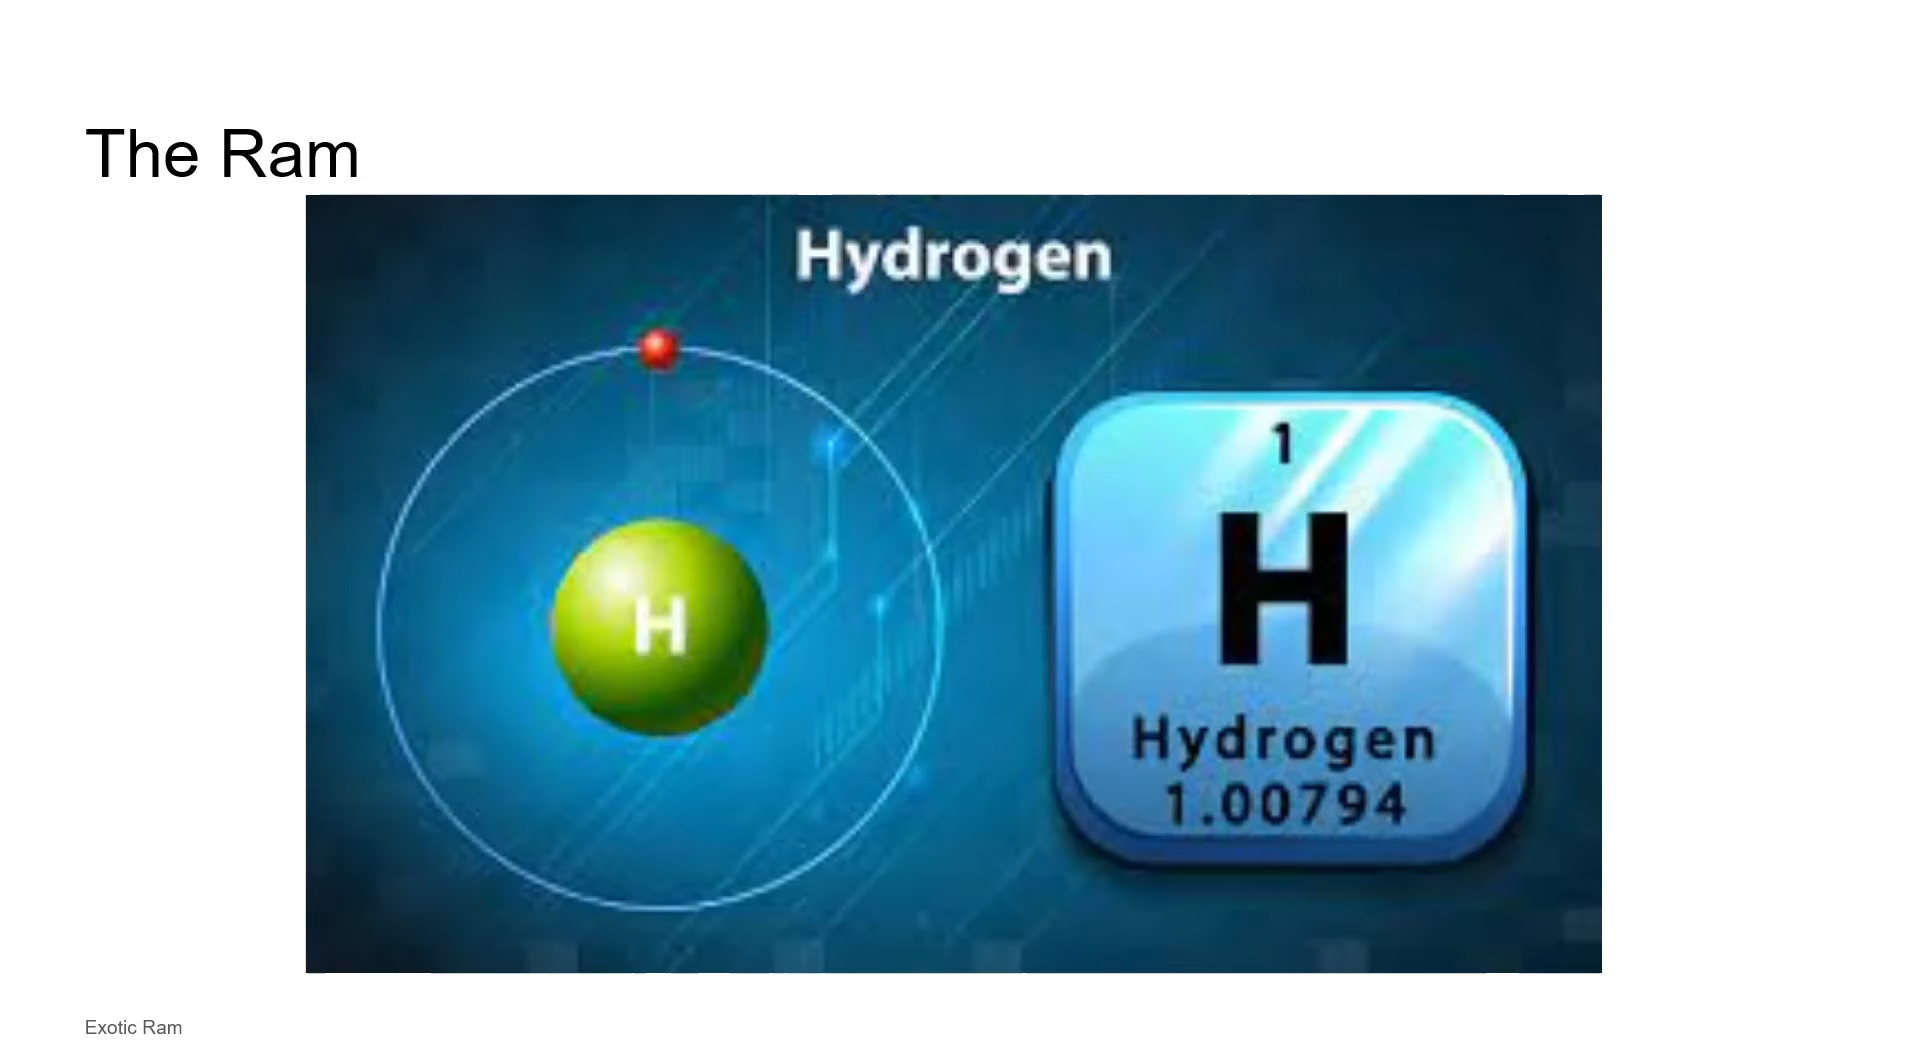 The Ram
Hydrogen
H
1
H
Hydrogen
1.00794
Exotic Ram